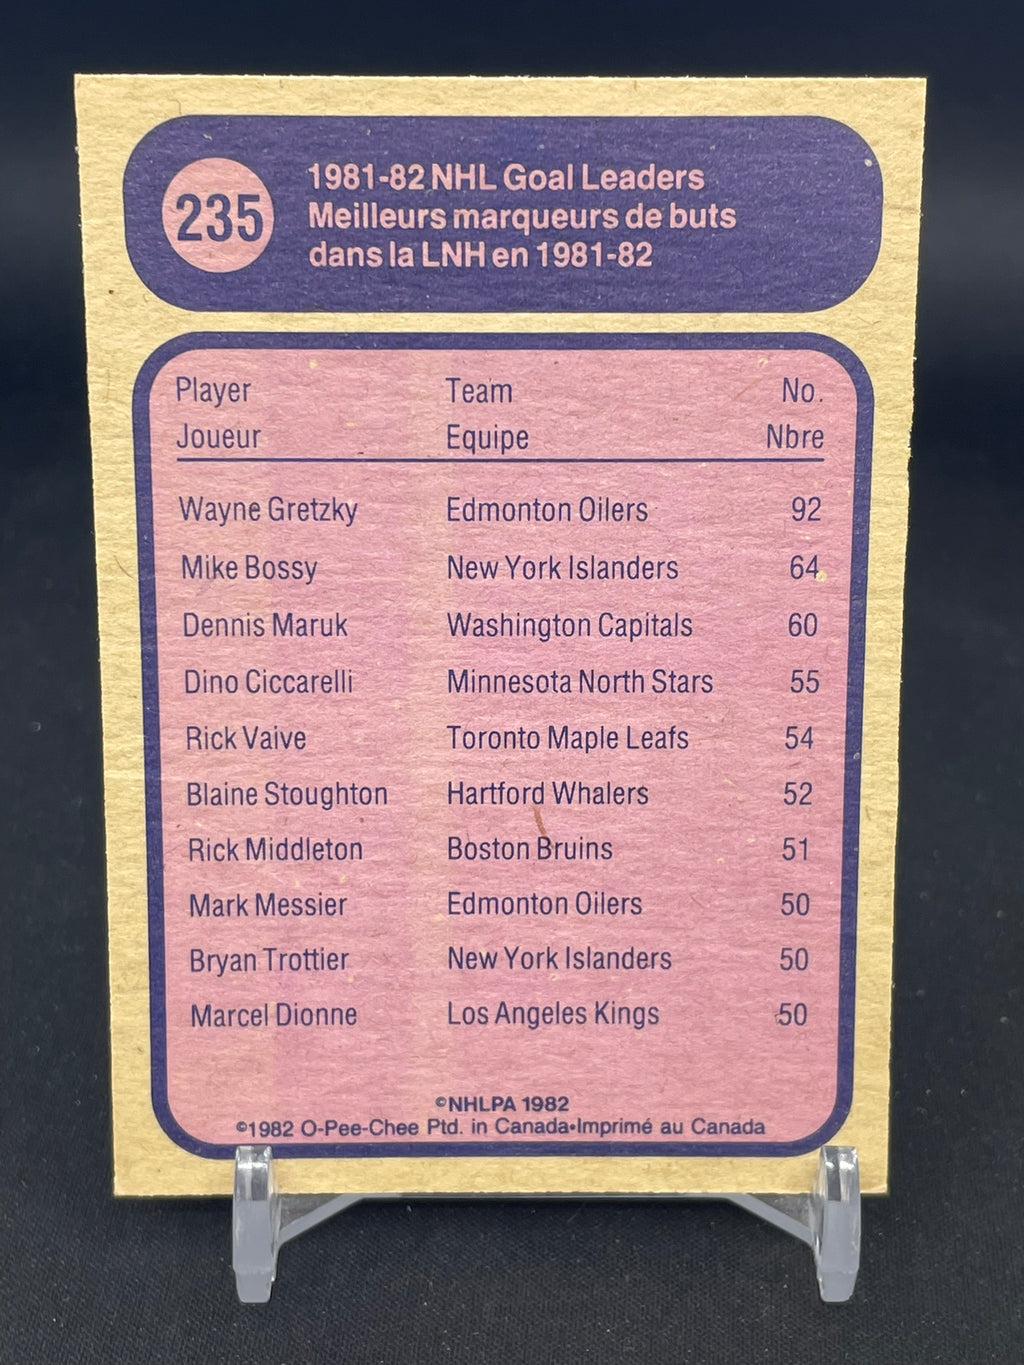 235
1981-82 NHL Goal Leaders
Meilleurs marqueurs de buts
dans la LNH en 1981-82
Player Team No.
Joueur Equipe Nbre
Wayne Gretzky Edmonton Oilers 92
Mike Bossy New York Islanders 64
Dennis Maruk Washington Capitals 60
Dino Ciccarelli Minnesota North Stars 55
Rick Vaive Toronto Maple Leafs 54
Blaine Stoughton Hartford Whalers 52
Rick Middleton Boston Bruins 51
Mark Messier Edmonton Oilers 50
Bryan Trottier New York Islanders 50
Marcel Dionne Los Angeles Kings 50
©NHLPA 1982
©1982 O-Pee-Chee Ptd. in Canada•Imprimé au Canada